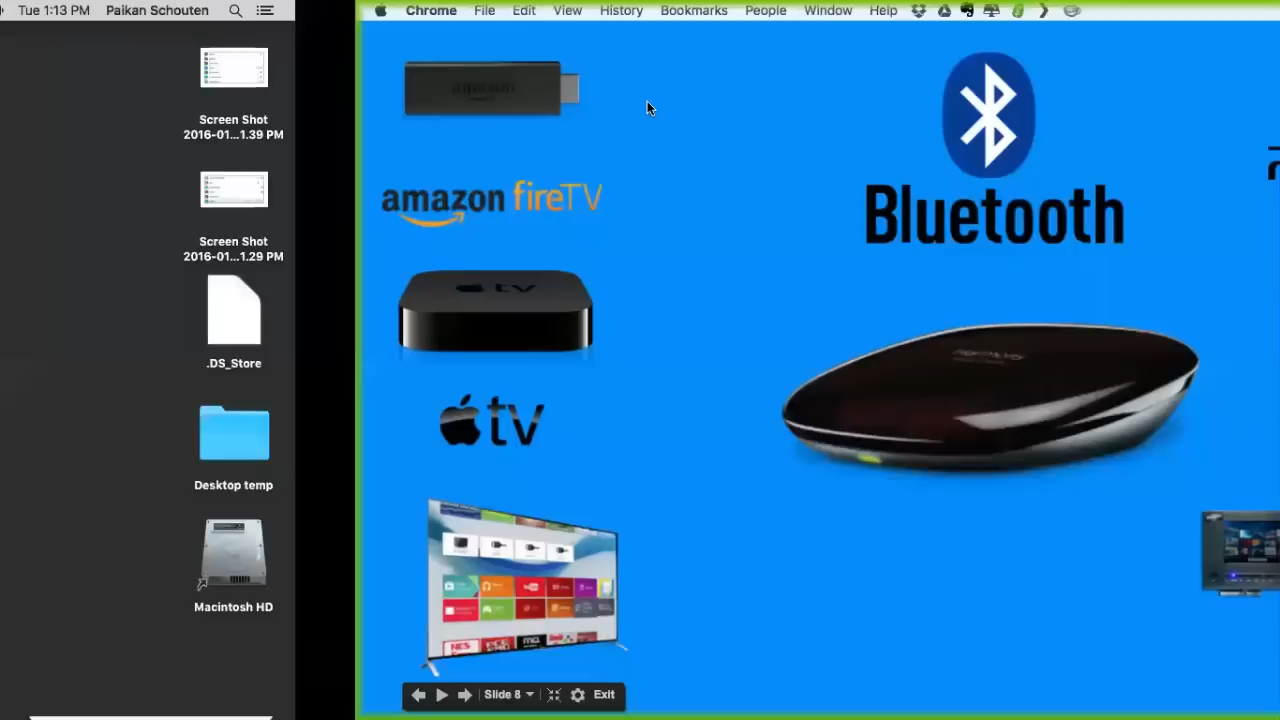 Tue 1:13 PM Paikan Schouten
Chrome File Edit View History Bookmarks People Window Help
Screen Shot
2016-01...1.39 PM
Screen Shot
2016-01...1.29 PM
.DS_Store
Desktop temp
Macintosh HD
amazon
amazon fireTV
tv
tv
Bluetooth
Slide 8
Exit